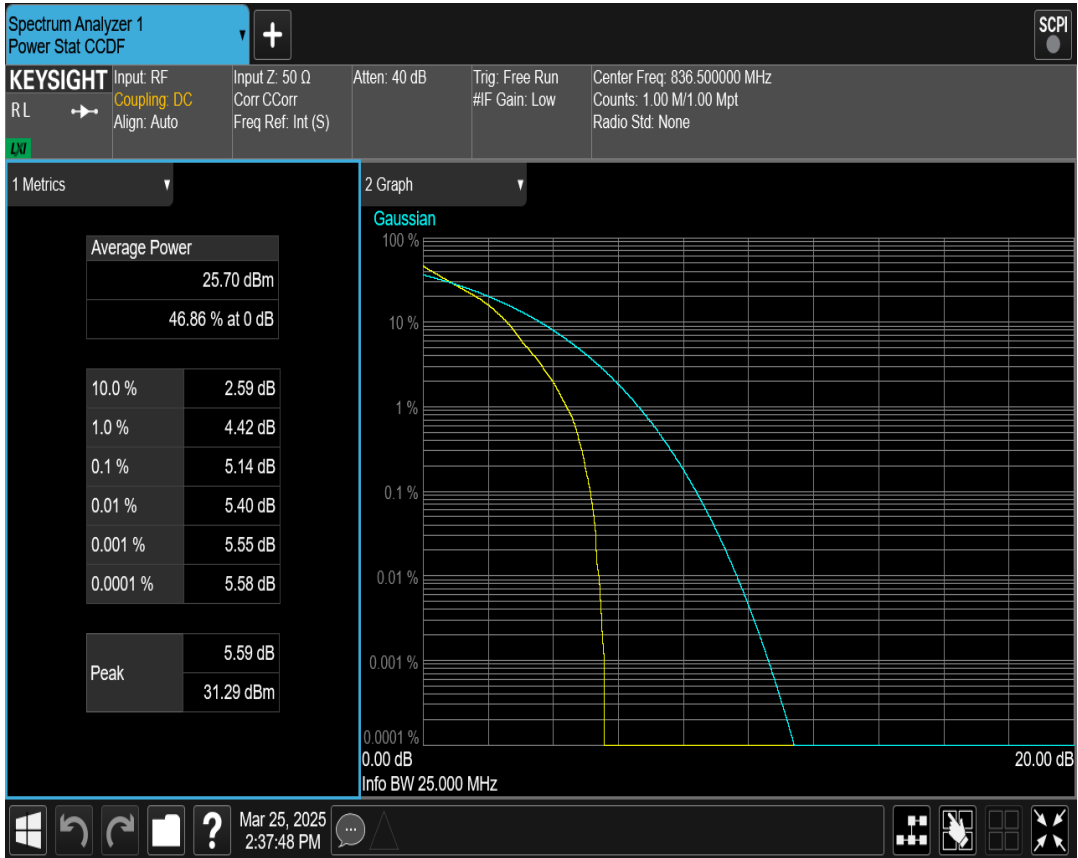 Spectrum Analyzer 1
Power Stat CCDF
+
SCPI
KEYSIGHT
R L
LXI
Input: RF
Coupling: DC
Align: Auto
Input Z: 50 Ω
Corr CCorr
Freq Ref: Int (S)
Atten: 40 dB
Trig: Free Run
#IF Gain: Low
Center Freq: 836.500000 MHz
Counts: 1.00 M/1.00 Mpt
Radio Std: None
1 Metrics
Average Power
25.70 dBm
46.86 % at 0 dB
10.0 % 2.59 dB
1.0 % 4.42 dB
0.1 % 5.14 dB
0.01 % 5.40 dB
0.001 % 5.55 dB
0.0001 % 5.58 dB
Peak
5.59 dB
31.29 dBm
2 Graph
Gaussian
100 %
10 %
1 %
0.1 %
0.01 %
0.001 %
0.0001 %
0.00 dB 20.00 dB
Info BW 25.000 MHz
?
Mar 25, 2025
2:37:48 PM